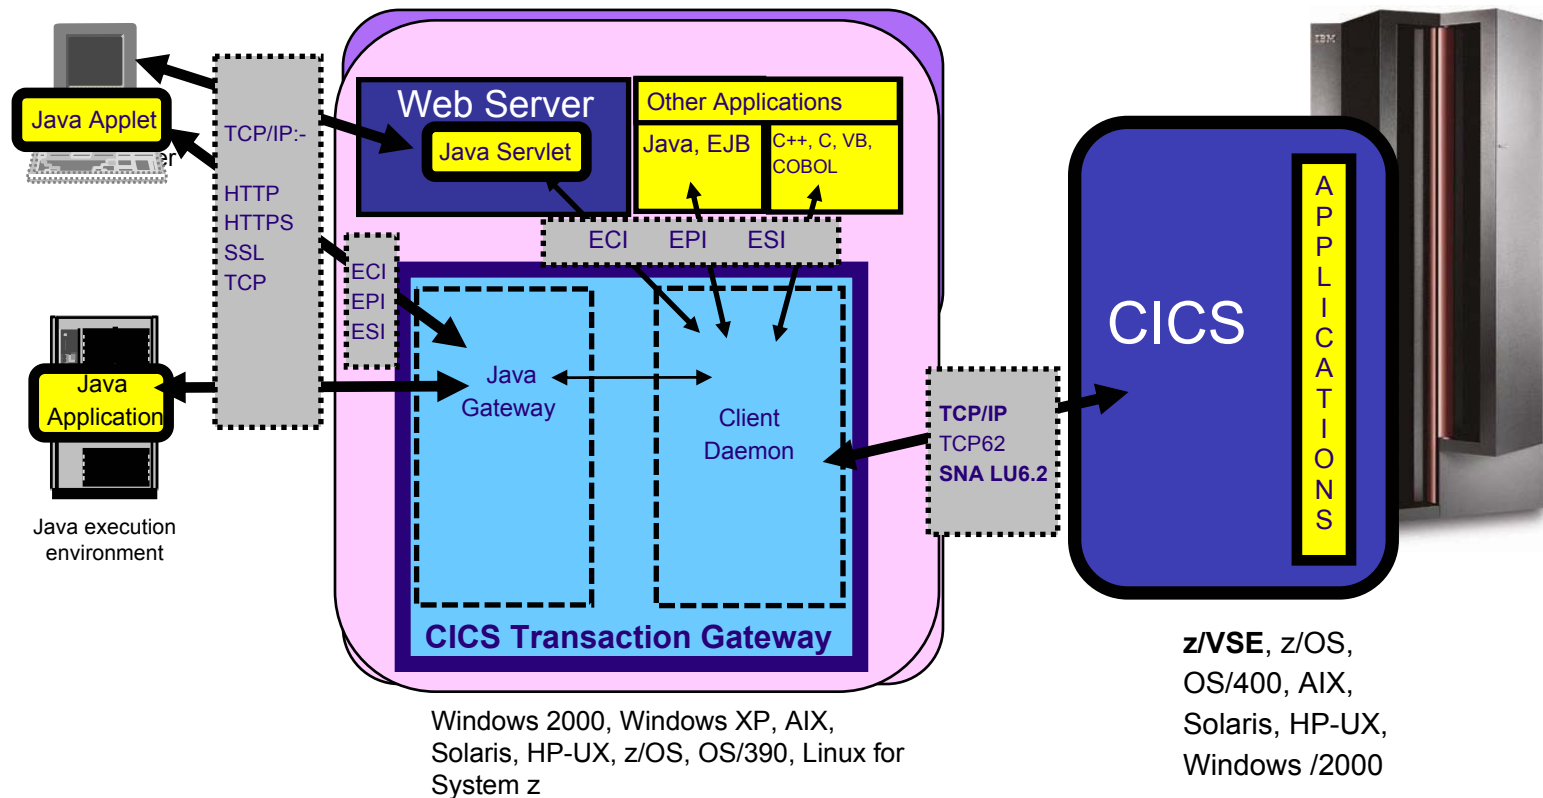 Java Applet
er
TCP/IP:-
HTTP
HTTPS
SSL
TCP
Java
Application
Java execution
environment
ECI
EPI
ESI
Web Server
Java Servlet
Other Applications
Java, EJB
C++, C, VB,
COBOL
ECI EPI ESI
Java
Gateway
Client
Daemon
CICS Transaction Gateway
Windows 2000, Windows XP, AIX,
Solaris, HP-UX, z/OS, OS/390, Linux for
System z
TCP/IP
TCP62
SNA LU6.2
CICS
APPLICATIONS
IBM
z/VSE, z/OS,
OS/400, AIX,
Solaris, HP-UX,
Windows /2000